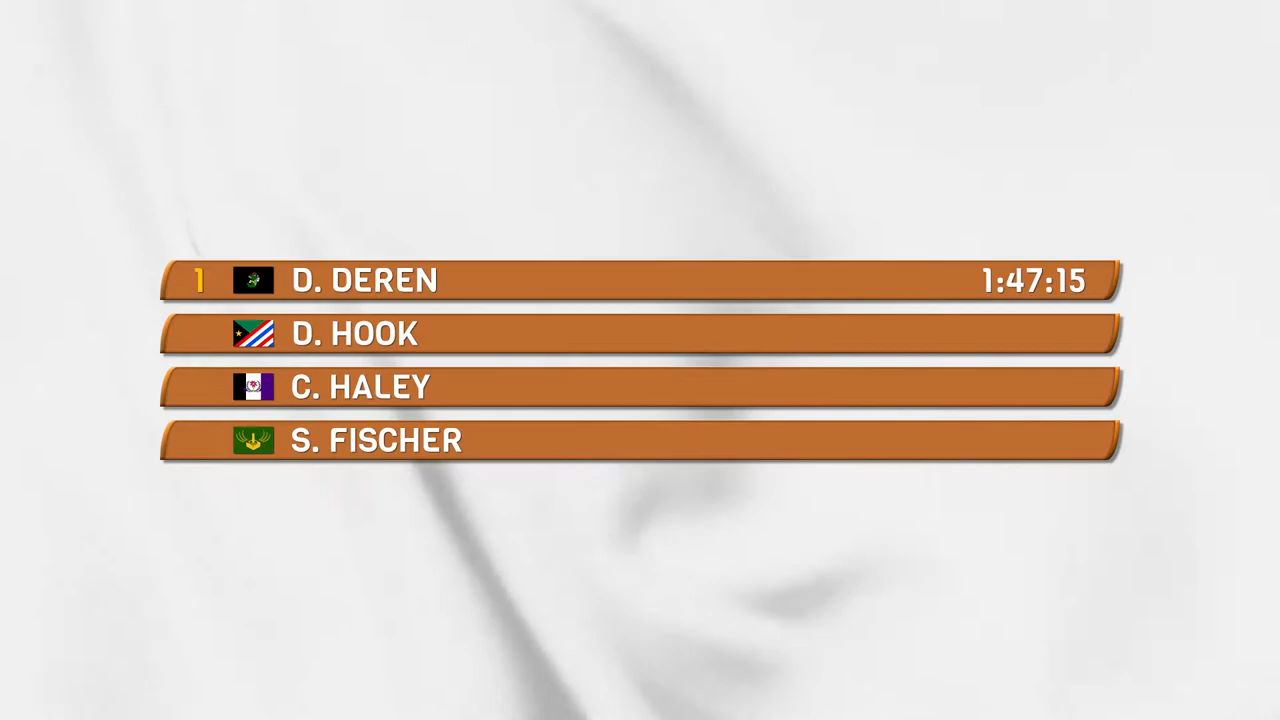 1 D. DEREN 1:47:15
D. HOOK
C. HALEY
S. FISCHER